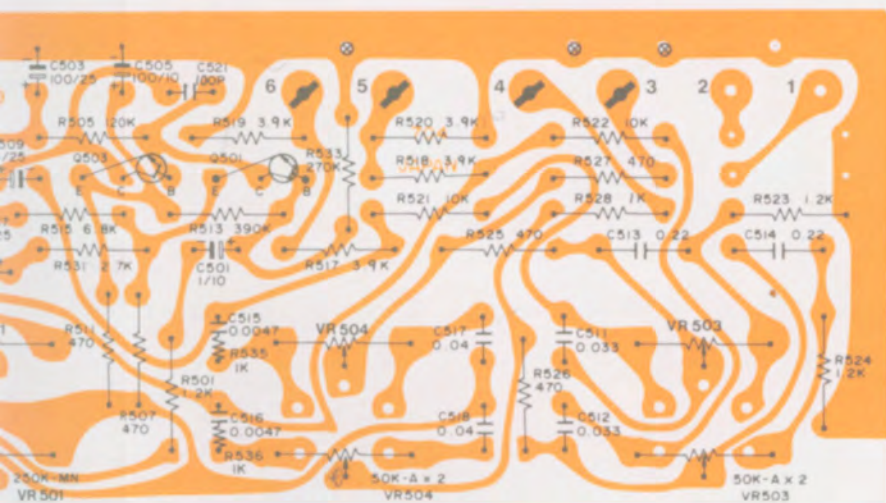 C503
100/25
C505
100/10
C521
100P
6
5
4
3
2
1
R505 120K
R519 3.9K
R520 3.9K
R522 10K
509
/25
Q503
Q501
R533
270K
R518 3.9K
R527 470
E C B
E C B
R521 10K
R528 1K
R523 1.2K
R515 6.8K
R513 390K
R525 470
C513 0.22
C514 0.22
R531 2.7K
C501
1/10
R517 3.9K
C515
0.0047
VR504
C517
0.04
C511
0.033
VR503
R511
470
R535
1K
R524
1.2K
R501
1.2K
R526
470
R507
470
C516
0.0047
C518
0.04
C512
0.033
R536
1K
250K-MN
VR501
50K-A x 2
VR504
50K-A x 2
VR503